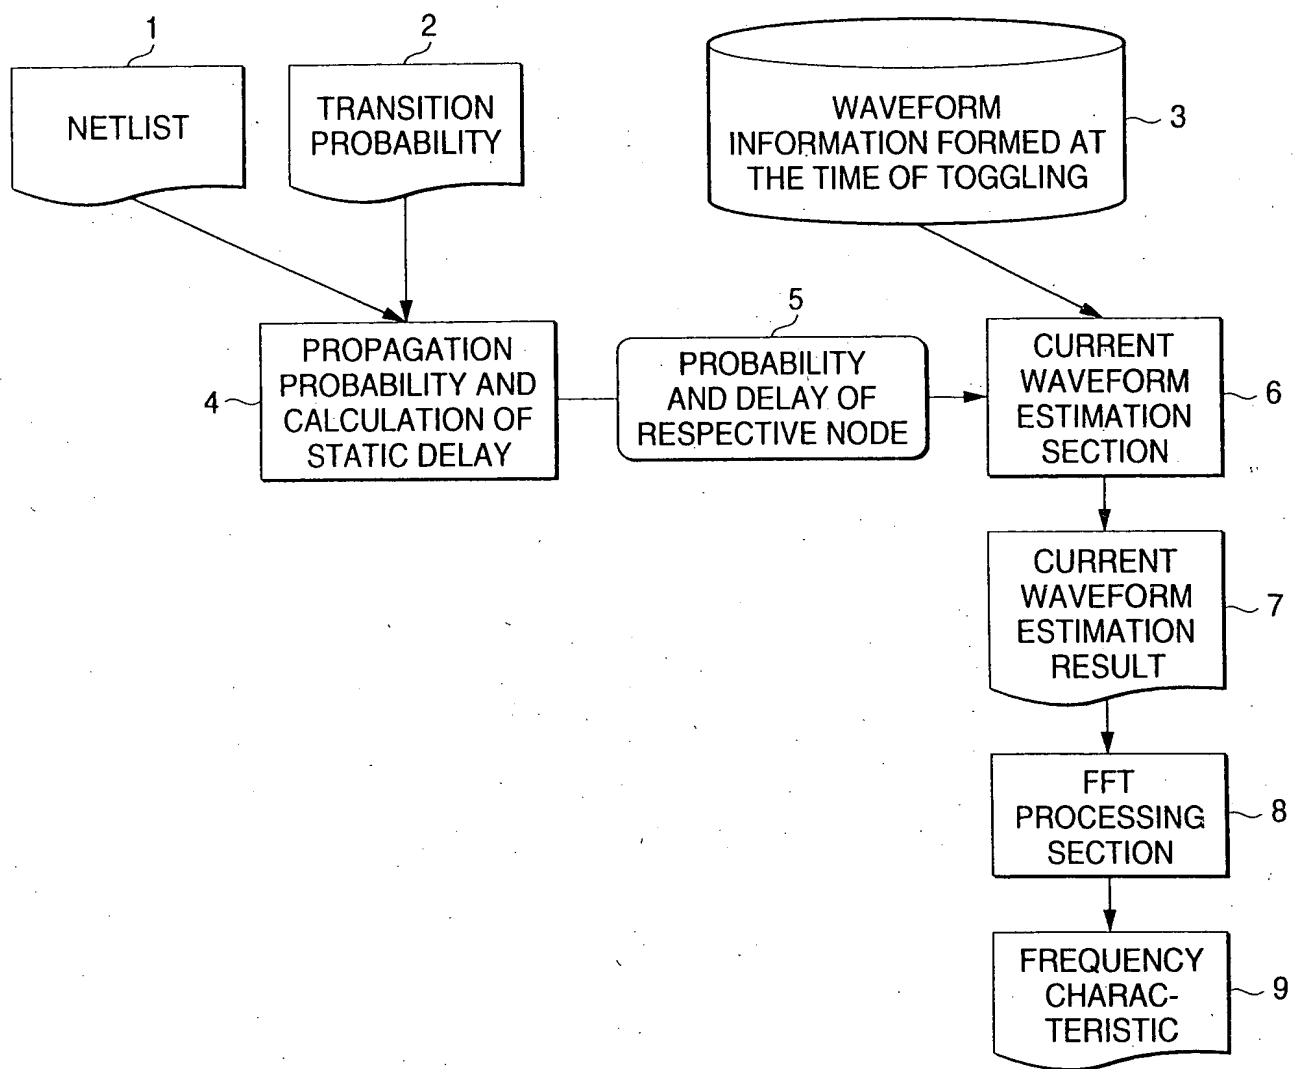 1
NETLIST
2
TRANSITION
PROBABILITY
WAVEFORM
INFORMATION FORMED AT
THE TIME OF TOGGLING
3
PROPAGATION
PROBABILITY AND
CALCULATION OF
STATIC DELAY
4
5
PROBABILITY
AND DELAY OF
RESPECTIVE NODE
CURRENT
WAVEFORM
ESTIMATION
SECTION
6
CURRENT
WAVEFORM
ESTIMATION
RESULT
7
FFT
PROCESSING
SECTION
8
FREQUENCY
CHARAC-
TERISTIC
9